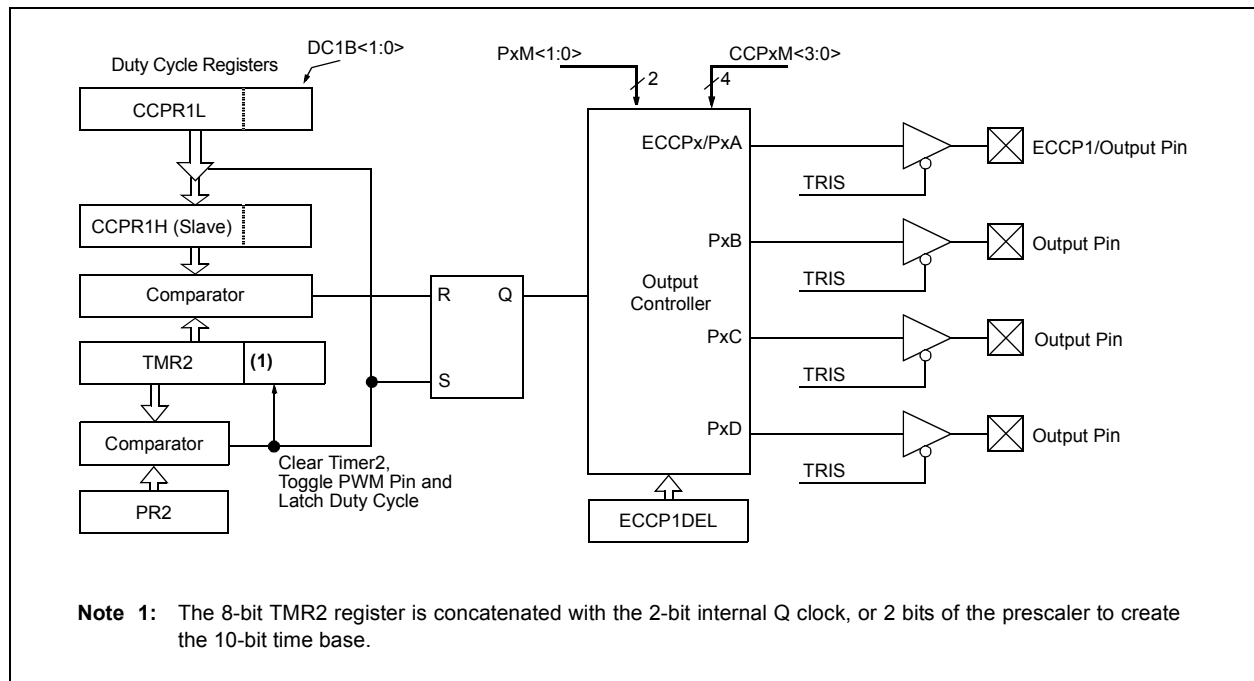 DC1B<1:0>
Duty Cycle Registers
CCPR1L
CCPR1H (Slave)
Comparator
TMR2
(1)
Comparator
PR2
Clear Timer2,
Toggle PWM Pin and
Latch Duty Cycle
R
Q
S
PxM<1:0>
2
CCPxM<3:0>
4
ECCPx/PxA
PxB
Output
Controller
PxC
PxD
ECCP1DEL
TRIS
ECCP1/Output Pin
TRIS
Output Pin
TRIS
Output Pin
TRIS
Output Pin
Note 1: The 8-bit TMR2 register is concatenated with the 2-bit internal Q clock, or 2 bits of the prescaler to create
the 10-bit time base.